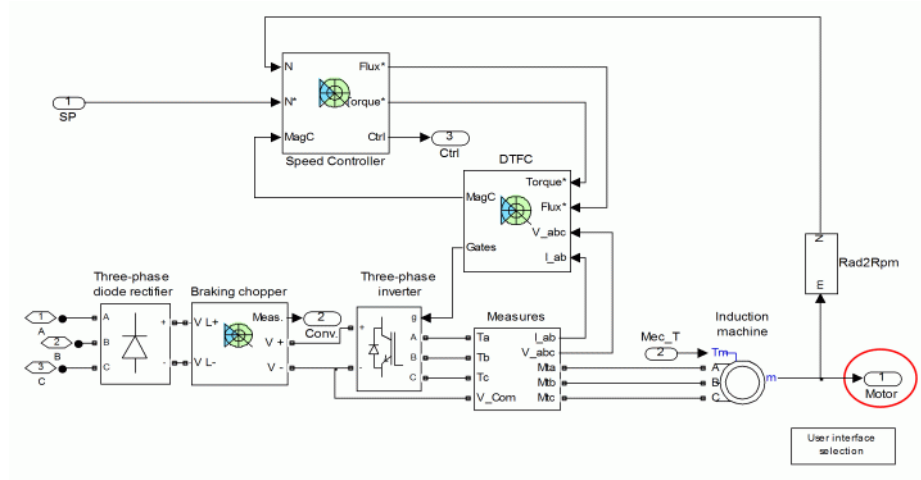 N
Flux*
1
N*
Torque*
SP
MagC
Ctrl
3
Ctrl
Speed Controller
DTFC
Torque*
MagC
Flux*
V_abc
Gates
I_ab
N
Rad2Rpm
E
Three-phase
diode rectifier
Braking chopper
Three-phase
inverter
Measures
Induction
machine
1
A
A
+
V L+
Meas.
2
Conv.
V +
+
g
A
Ta
I_ab
V_abc
Mec_T
2
Tm
2
B
B
B
Tb
Mta
A
3
C
C
-
V L-
V -
-
C
Tc
Mtb
B
m
1
Motor
V_Com
Mtc
C
User interface
selection